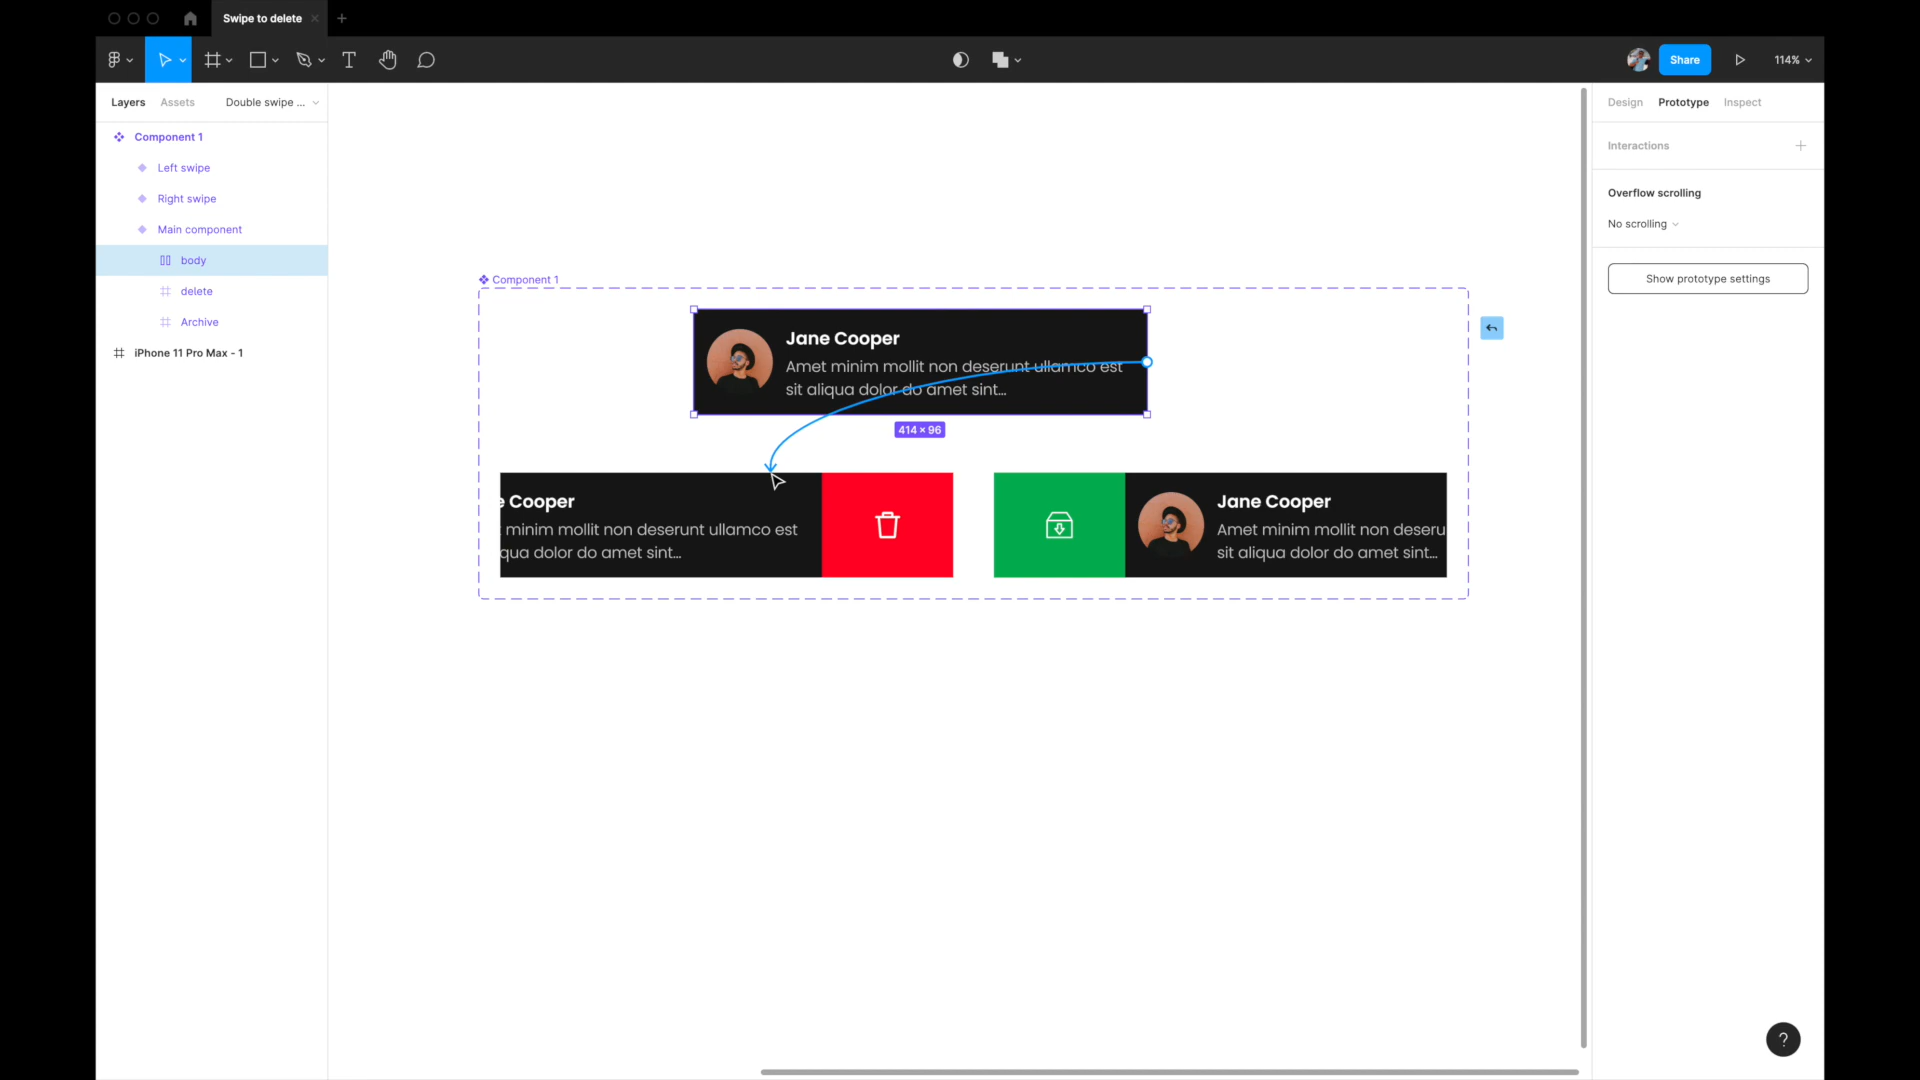 Swipe to delete
Share
114%
Layers
Assets
Double swipe ...
Component 1
Left swipe
Right swipe
Main component
body
delete
Archive
iPhone 11 Pro Max - 1
Component 1
Jane Cooper
Amet minim mollit non deserunt ullamco est
sit aliqua dolor do amet sint...
414 × 96
e Cooper
minim mollit non deserunt ullamco est
qua dolor do amet sint...
Jane Cooper
Amet minim mollit non deseru
sit aliqua dolor do amet sint...
Design
Prototype
Inspect
Interactions
Overflow scrolling
No scrolling
Show prototype settings
?